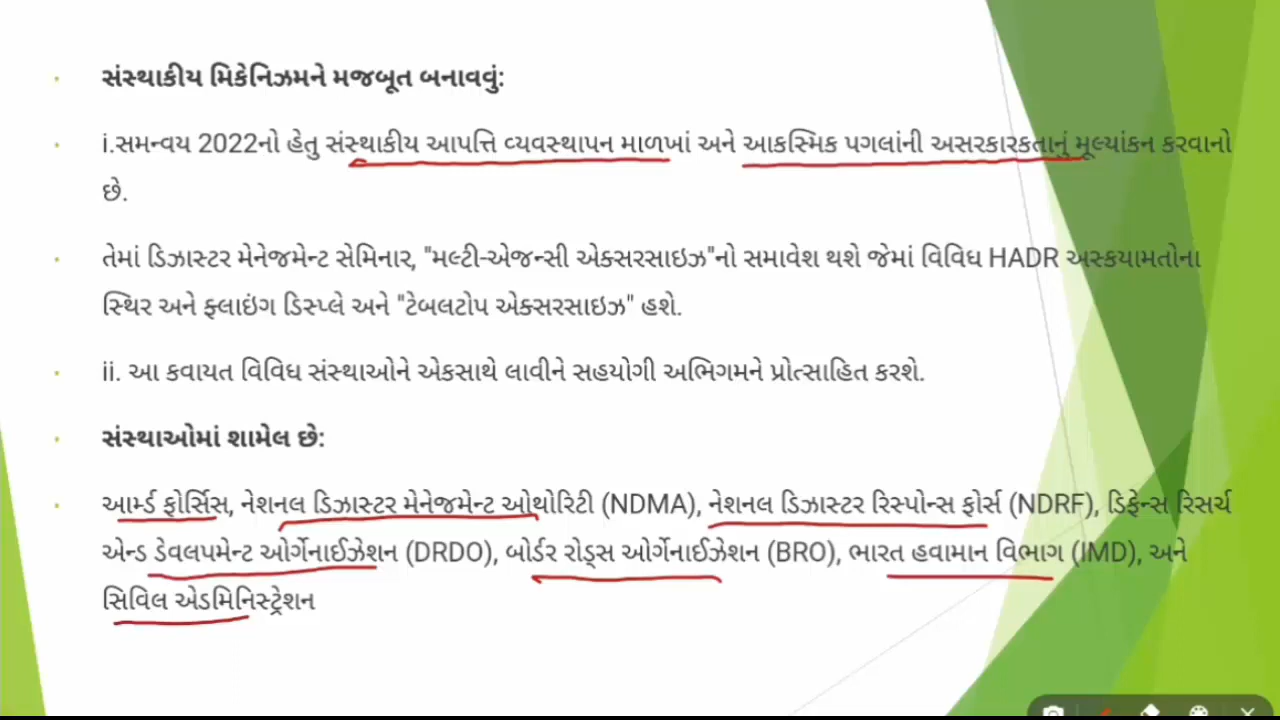 સંસ્થાકીય મિકેનિઝમને મજબૂત બનાવવું:
i.સમન્વય 2022નો હેતુ સંસ્થાકીય આપત્તિ વ્યવસ્થાપન માળખાં અને આકસ્મિક પગલાંની અસરકારકતાનું મૂલ્યાંકન કરવાનો
છે.
તેમાં ડિઝાસ્ટર મેનેજમેન્ટ સેમિનાર, "મલ્ટી-એજન્સી એક્સરસાઇઝ"નો સમાવેશ થશે જેમાં વિવિધ HADR અસ્કયામતોના
સ્થિર અને ફ્લાઇંગ ડિસ્પ્લે અને "ટેબલટોપ એક્સરસાઇઝ" હશે.
ii. આ કવાયત વિવિધ સંસ્થાઓને એકસાથે લાવીને સહયોગી અભિગમને પ્રોત્સાહિત કરશે.
સંસ્થાઓમાં શામેલ છે:
આર્મ્ડ ફોર્સિસ, નેશનલ ડિઝાસ્ટર મેનેજમેન્ટ ઓથોરિટી (NDMA), નેશનલ ડિઝાસ્ટર રિસ્પોન્સ ફોર્સ (NDRF), ડિફેન્સ રિસર્ચ
એન્ડ ડેવલપમેન્ટ ઓર્ગેનાઈઝેશન (DRDO), બોર્ડર રોડ્સ ઓર્ગેનાઈઝેશન (BRO), ભારત હવામાન વિભાગ (IMD), અને
સિવિલ એડમિનિસ્ટ્રેશન